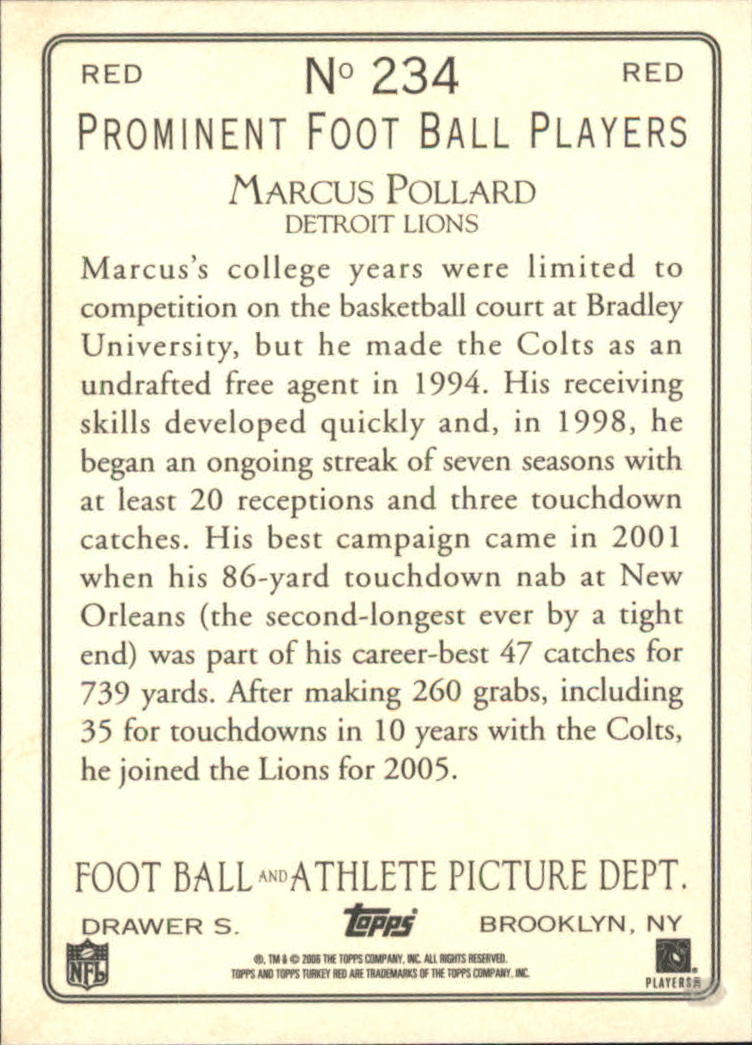 RED Nº 234 RED
PROMINENT FOOT BALL PLAYERS
MARCUS POLLARD
DETROIT LIONS
Marcus's college years were limited to
competition on the basketball court at Bradley
University, but he made the Colts as an
undrafted free agent in 1994. His receiving
skills developed quickly and, in 1998, he
began an ongoing streak of seven seasons with
at least 20 receptions and three touchdown
catches. His best campaign came in 2001
when his 86-yard touchdown nab at New
Orleans (the second-longest ever by a tight
end) was part of his career-best 47 catches for
739 yards. After making 260 grabs, including
35 for touchdowns in 10 years with the Colts,
he joined the Lions for 2005.
FOOT BALL AND ATHLETE PICTURE DEPT.
DRAWER S. Topps BROOKLYN, NY
NFL
®, TM & © 2006 THE TOPPS COMPANY, INC. ALL RIGHTS RESERVED.
TOPPS AND TOPPS TURKEY RED ARE TRADEMARKS OF THE TOPPS COMPANY, INC.
PLAYERS